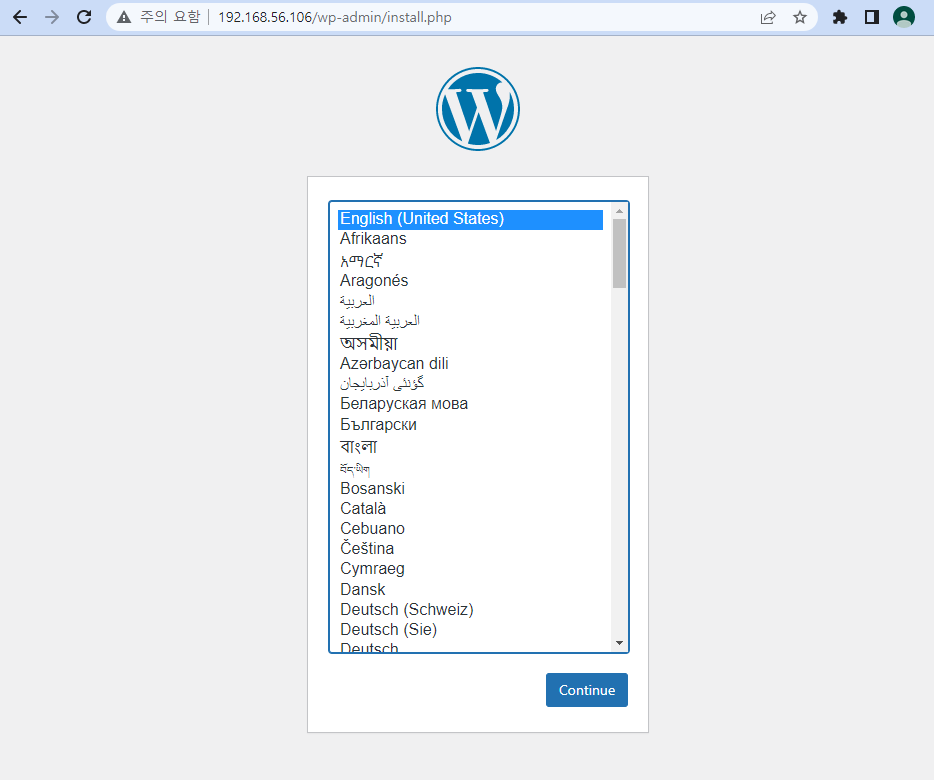 주의 요함 | 192.168.56.106/wp-admin/install.php
English (United States)
Afrikaans
አማርኛ
Aragonés
العربية
العربية المغربية
অসমীয়া
Azərbaycan dili
گؤنئی آذربایجان
Беларуская мова
Български
বাংলা
བོད་ཡིག
Bosanski
Català
Cebuano
Čeština
Cymraeg
Dansk
Deutsch (Schweiz)
Deutsch (Sie)
Deutsch
Continue